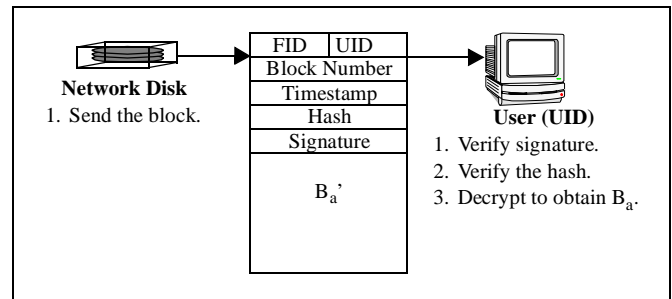 Network Disk
1. Send the block.
FID UID
Block Number
Timestamp
Hash
Signature
Ba’
User (UID)
1. Verify signature.
2. Verify the hash.
3. Decrypt to obtain Ba.